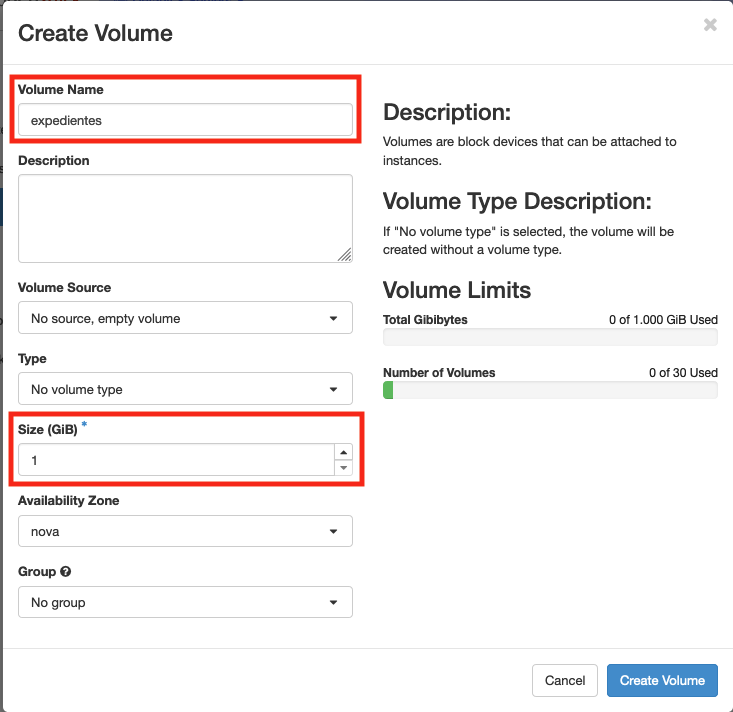 Create Volume
×
Volume Name
expedientes
Description
Volume Source
No source, empty volume
Type
No volume type
Size (GiB) *
1
Availability Zone
nova
Group
No group
Description:
Volumes are block devices that can be attached to
instances.
Volume Type Description:
If "No volume type" is selected, the volume will be
created without a volume type.
Volume Limits
Total Gibibytes 0 of 1.000 GiB Used
Number of Volumes 0 of 30 Used
Cancel
Create Volume